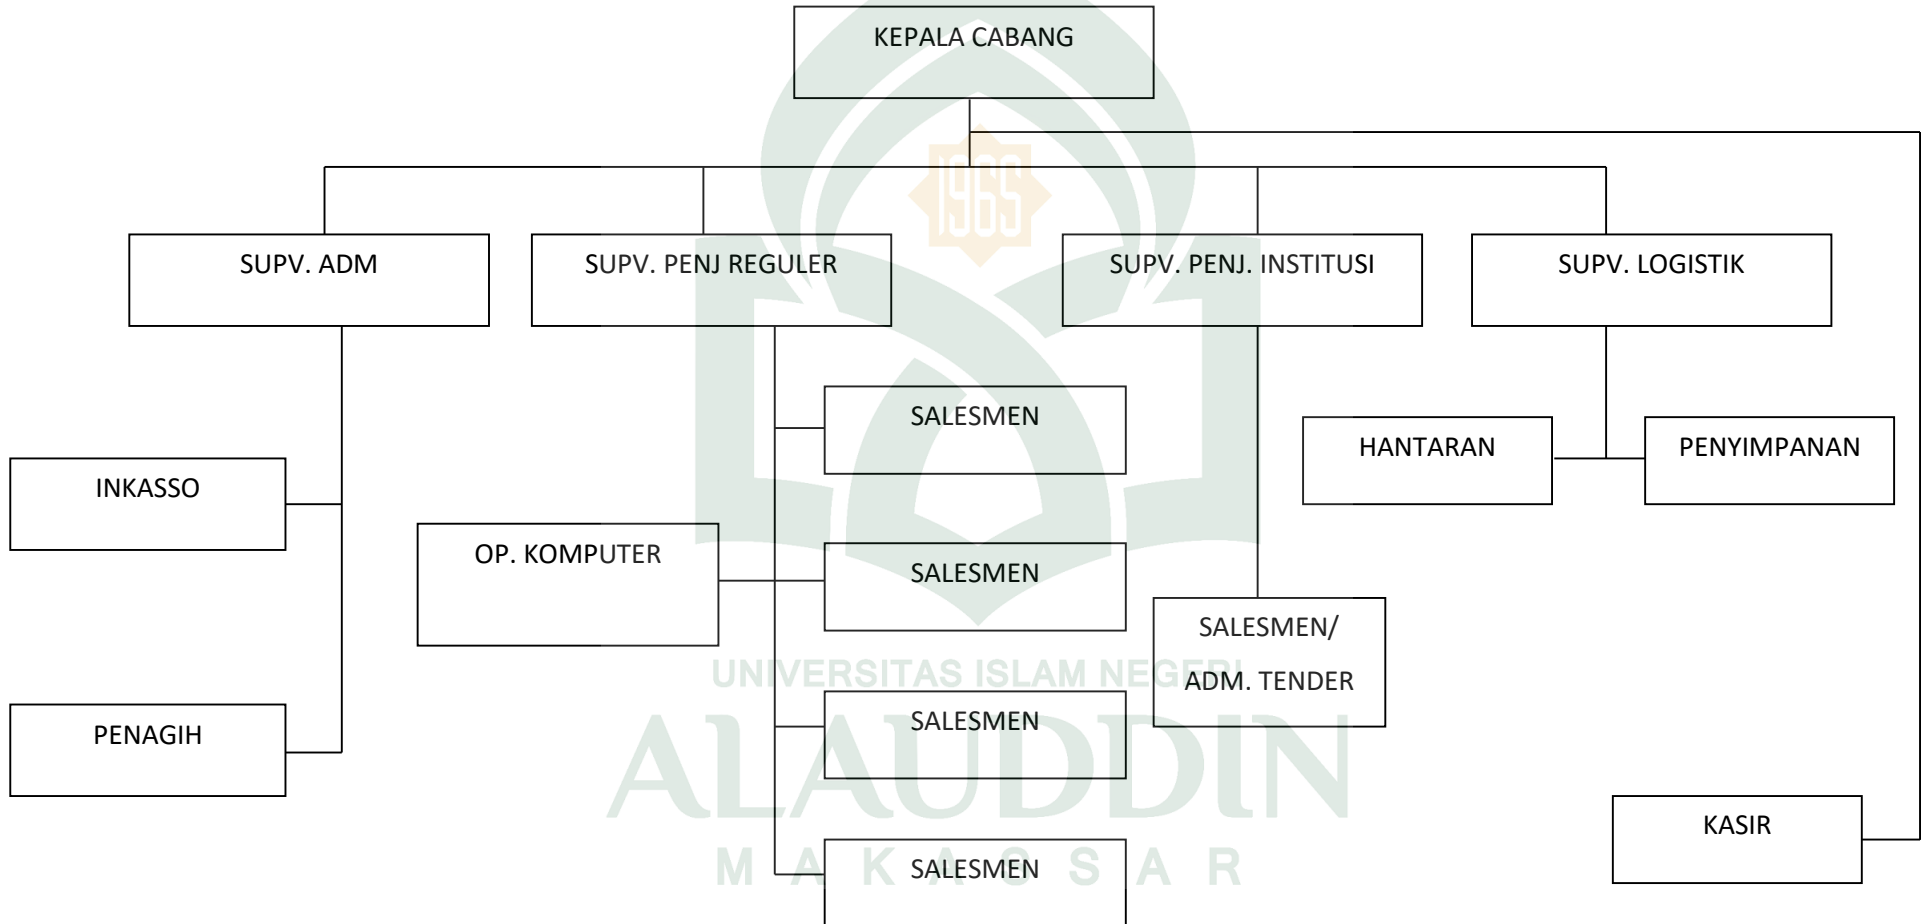 KEPALA CABANG
1965
SUPV. ADM
SUPV. PENJ REGULER
SUPV. PENJ. INSTITUSI
SUPV. LOGISTIK
SALESMEN
HANTARAN
PENYIMPANAN
INKASSO
OP. KOMPUTER
SALESMEN
SALESMEN/
ADM. TENDER
UNIVERSITAS ISLAM NEGERI
PENAGIH
SALESMEN
ALAUDDIN
KASIR
SALESMEN
MAKASSAR